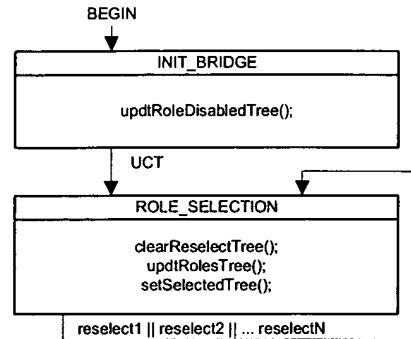 BEGIN
INIT_BRIDGE
updtRoleDisabledTree();
UCT
ROLE_SELECTION
clearReselectTree();
updtRolesTree();
setSelectedTree();
reselect1 || reselect2 || ... reselectN